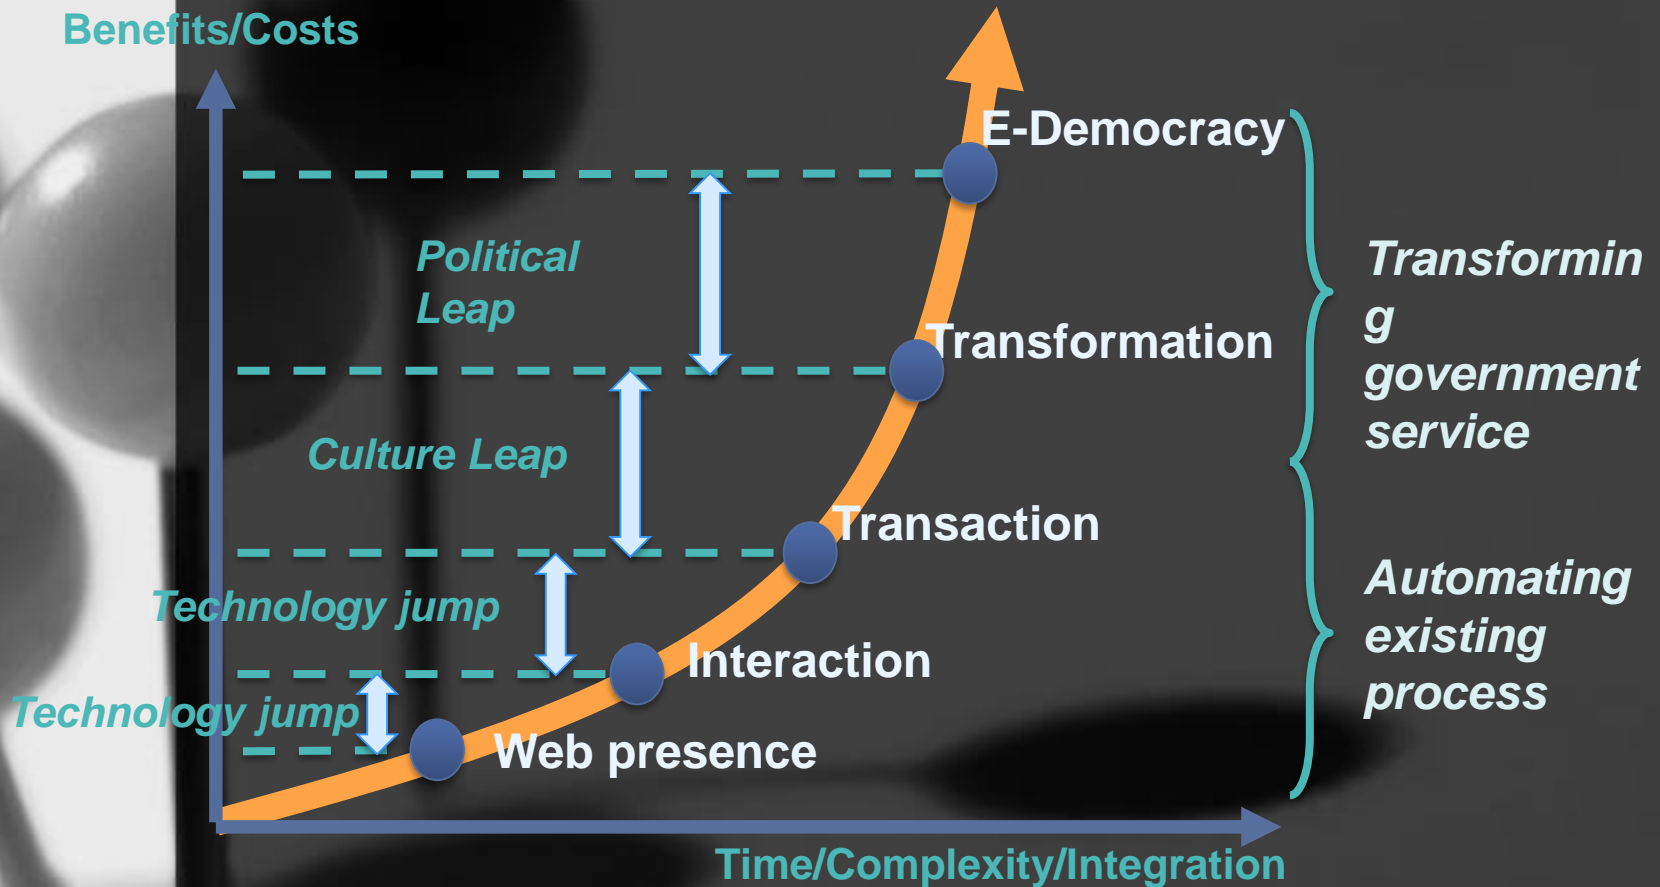 Benefits/Costs
E-Democracy
Political
Leap
Transformin
g
government
service
Transformation
Culture Leap
Transaction
Technology jump
Automating
existing
process
Interaction
Technology jump
Web presence
Time/Complexity/Integration